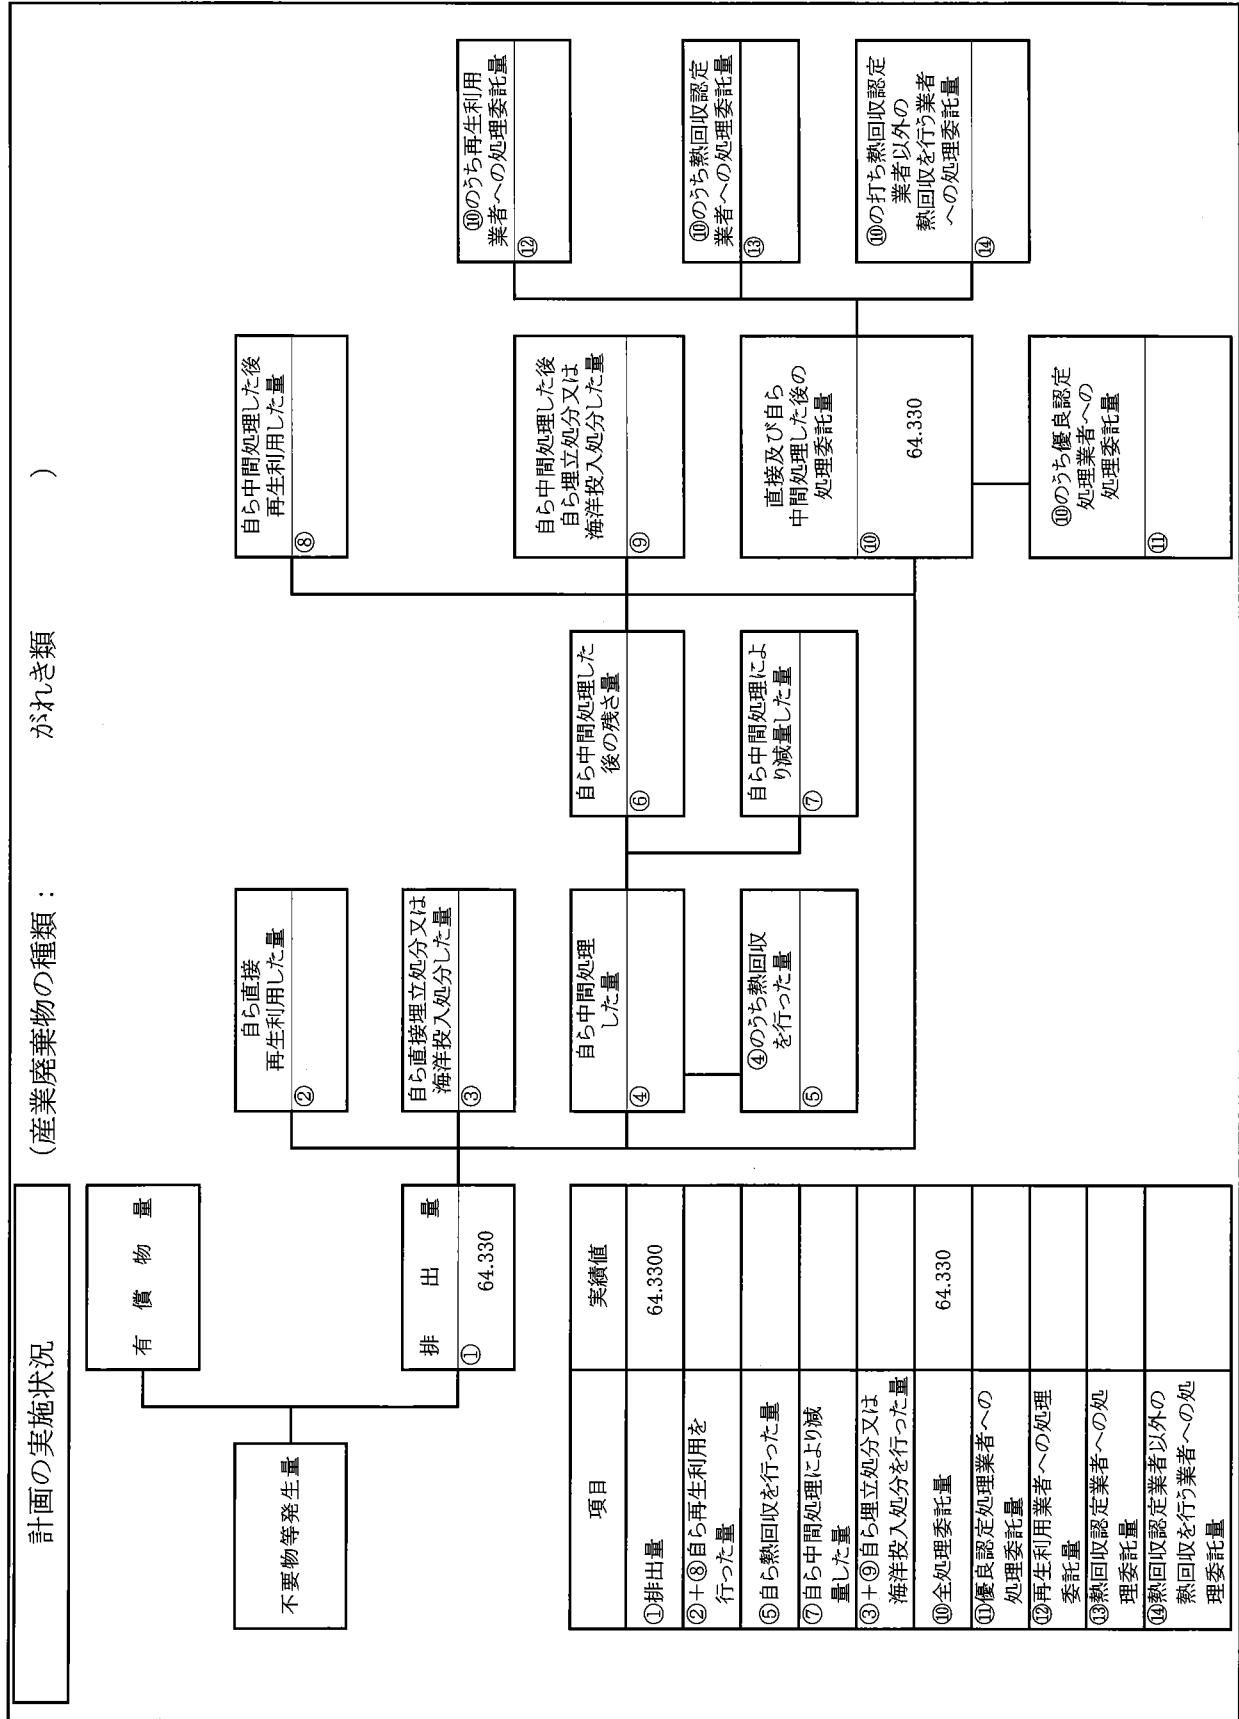 計画の実施状況
(産業廃棄物の種類: がれき類 )
不要物等発生量
有 償 物 量
排 出 量
①
64.330
自ら直接
再生利用した量
②
自ら直接埋立処分又は
海洋投入処分した量
③
自ら中間処理
した量
④
④のうち熱回収
を行った量
⑤
自ら中間処理した
後の残さ量
⑥
自ら中間処理によ
り減量した量
⑦
自ら中間処理した後
再生利用した量
⑧
自ら中間処理した後
自ら埋立処分又は
海洋投入処分した量
⑨
直接及び自ら
中間処理した後の
処理委託量
⑩
64.330
⑩のうち優良認定
処理業者への
処理委託量
⑪
⑩のうち再生利用
業者への処理委託量
⑫
⑩のうち熱回収認定
業者への処理委託量
⑬
⑩の打ち熱回収認定
業者以外の
熱回収を行う業者
への処理委託量
⑭
項目 実績値
①排出量 64.3300
②+⑧自ら再生利用を
行った量
⑤自ら熱回収を行った量
⑦自ら中間処理により減
量した量
③+⑨自ら埋立処分又は
海洋投入処分を行った量
⑩全処理委託量 64.330
⑪優良認定処理業者への
処理委託量
⑫再生利用業者への処理
委託量
⑬熱回収認定業者への処
理委託量
⑭熱回収認定業者以外の
熱回収を行う業者への処
理委託量